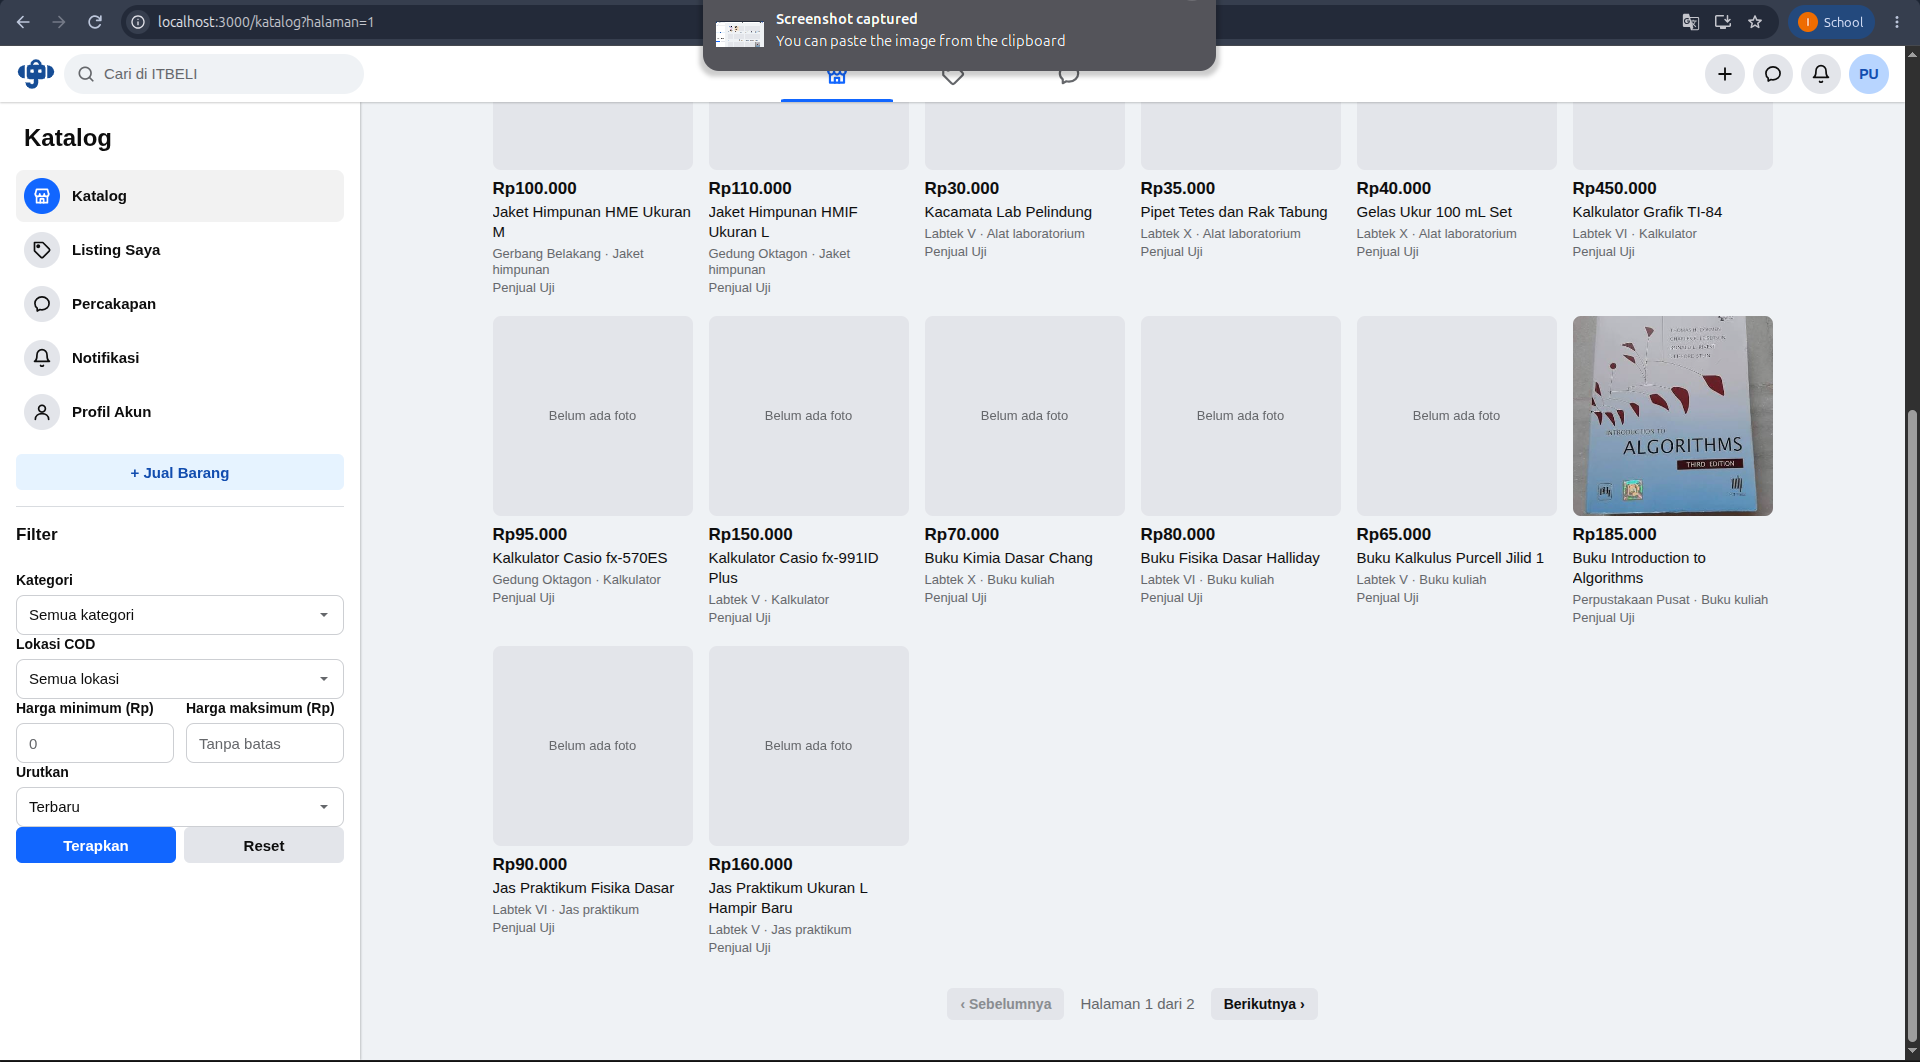 localhost:3000/katalog?halaman=1
Screenshot captured
You can paste the image from the clipboard
School
Cari di ITBELI
PU
Katalog
Katalog
Listing Saya
Percakapan
Notifikasi
Profil Akun
+ Jual Barang
Filter
Kategori
Semua kategori
Lokasi COD
Semua lokasi
Harga minimum (Rp)
Harga maksimum (Rp)
0
Tanpa batas
Urutkan
Terbaru
Terapkan
Reset
Rp100.000
Jaket Himpunan HME Ukuran
M
Gerbang Belakang · Jaket
himpunan
Penjual Uji
Rp110.000
Jaket Himpunan HMIF
Ukuran L
Gedung Oktagon · Jaket
himpunan
Penjual Uji
Rp30.000
Kacamata Lab Pelindung
Labtek V · Alat laboratorium
Penjual Uji
Rp35.000
Pipet Tetes dan Rak Tabung
Labtek X · Alat laboratorium
Penjual Uji
Rp40.000
Gelas Ukur 100 mL Set
Labtek X · Alat laboratorium
Penjual Uji
Rp450.000
Kalkulator Grafik TI-84
Labtek VI · Kalkulator
Penjual Uji
Belum ada foto
Rp95.000
Kalkulator Casio fx-570ES
Gedung Oktagon · Kalkulator
Penjual Uji
Belum ada foto
Rp150.000
Kalkulator Casio fx-991ID
Plus
Labtek V · Kalkulator
Penjual Uji
Belum ada foto
Rp70.000
Buku Kimia Dasar Chang
Labtek X · Buku kuliah
Penjual Uji
Belum ada foto
Rp80.000
Buku Fisika Dasar Halliday
Labtek VI · Buku kuliah
Penjual Uji
Belum ada foto
Rp65.000
Buku Kalkulus Purcell Jilid 1
Labtek V · Buku kuliah
Penjual Uji
INTRODUCTION TO
ALGORITHMS
THIRD EDITION
Rp185.000
Buku Introduction to
Algorithms
Perpustakaan Pusat · Buku kuliah
Penjual Uji
Belum ada foto
Rp90.000
Jas Praktikum Fisika Dasar
Labtek VI · Jas praktikum
Penjual Uji
Belum ada foto
Rp160.000
Jas Praktikum Ukuran L
Hampir Baru
Labtek V · Jas praktikum
Penjual Uji
‹ Sebelumnya
Halaman 1 dari 2
Berikutnya ›